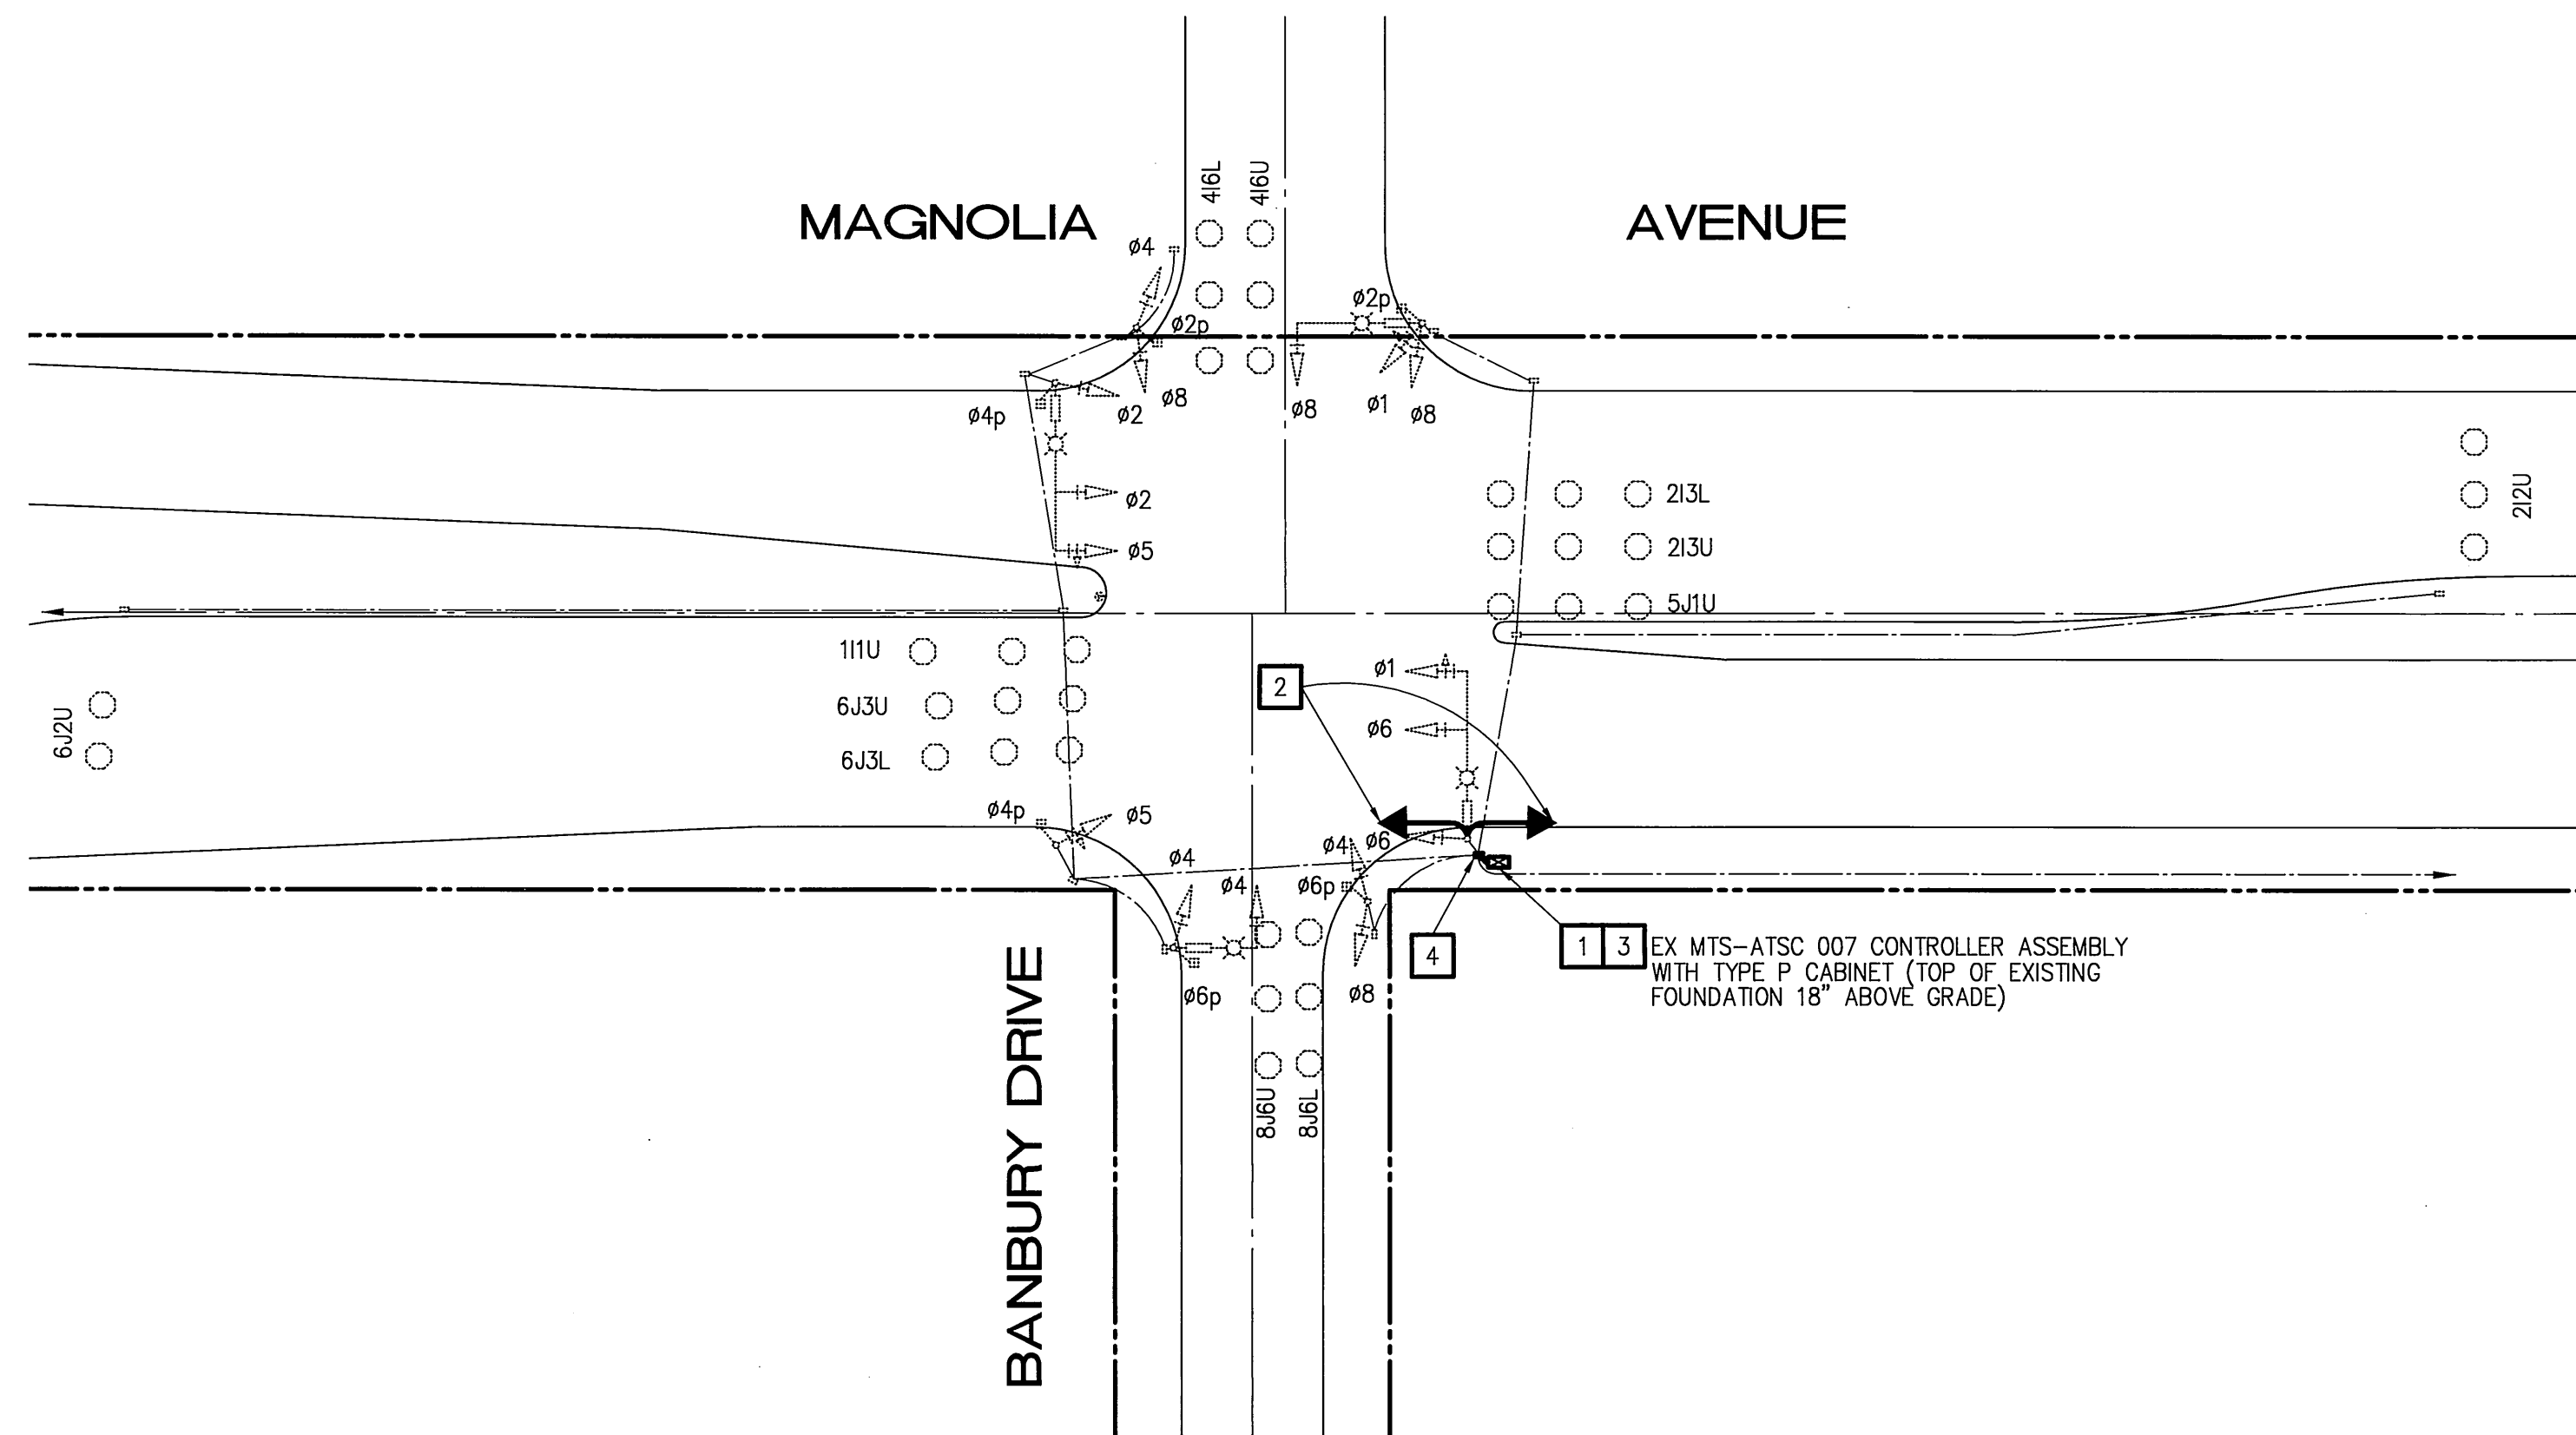 4I6L
4I6U
MAGNOLIA
AVENUE
ø4
ø2p
ø2p
ø8
ø4p
ø2
ø8
ø1
ø8
ø2
ø5
2I3L
2I3U
5J1U
2I2U
1I1U
6J3U
6J3L
6J2U
2
ø1
ø6
ø4p
ø5
ø4
ø4
ø4
ø6
ø6p
ø6p
ø8
4
1 3
EX MTS-ATSC 007 CONTROLLER ASSEMBLY
WITH TYPE P CABINET (TOP OF EXISTING
FOUNDATION 18" ABOVE GRADE)
8J6U
8J6L
BANBURY DRIVE